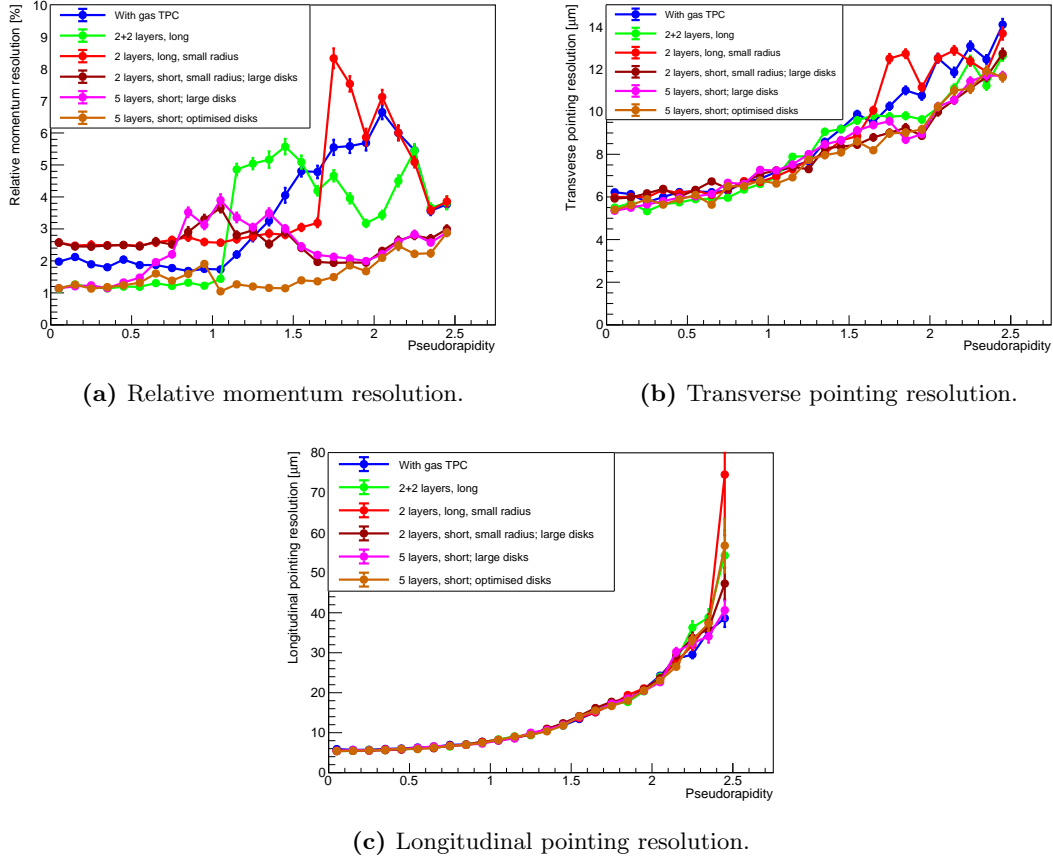 Relative momentum resolution [%]
10
9
8
7
6
5
4
3
2
1
0
With gas TPC
2+2 layers, long
2 layers, long, small radius
2 layers, short, small radius; large disks
5 layers, short; large disks
5 layers, short; optimised disks
0 0.5 1 1.5 2 2.5
Pseudorapidity
(a) Relative momentum resolution.
Transverse pointing resolution [µm]
14
12
10
8
6
4
2
0
With gas TPC
2+2 layers, long
2 layers, long, small radius
2 layers, short, small radius; large disks
5 layers, short; large disks
5 layers, short; optimised disks
0 0.5 1 1.5 2 2.5
Pseudorapidity
(b) Transverse pointing resolution.
Longitudinal pointing resolution [µm]
80
70
60
50
40
30
20
10
0
With gas TPC
2+2 layers, long
2 layers, long, small radius
2 layers, short, small radius; large disks
5 layers, short; large disks
5 layers, short; optimised disks
0 0.5 1 1.5 2 2.5
Pseudorapidity
(c) Longitudinal pointing resolution.